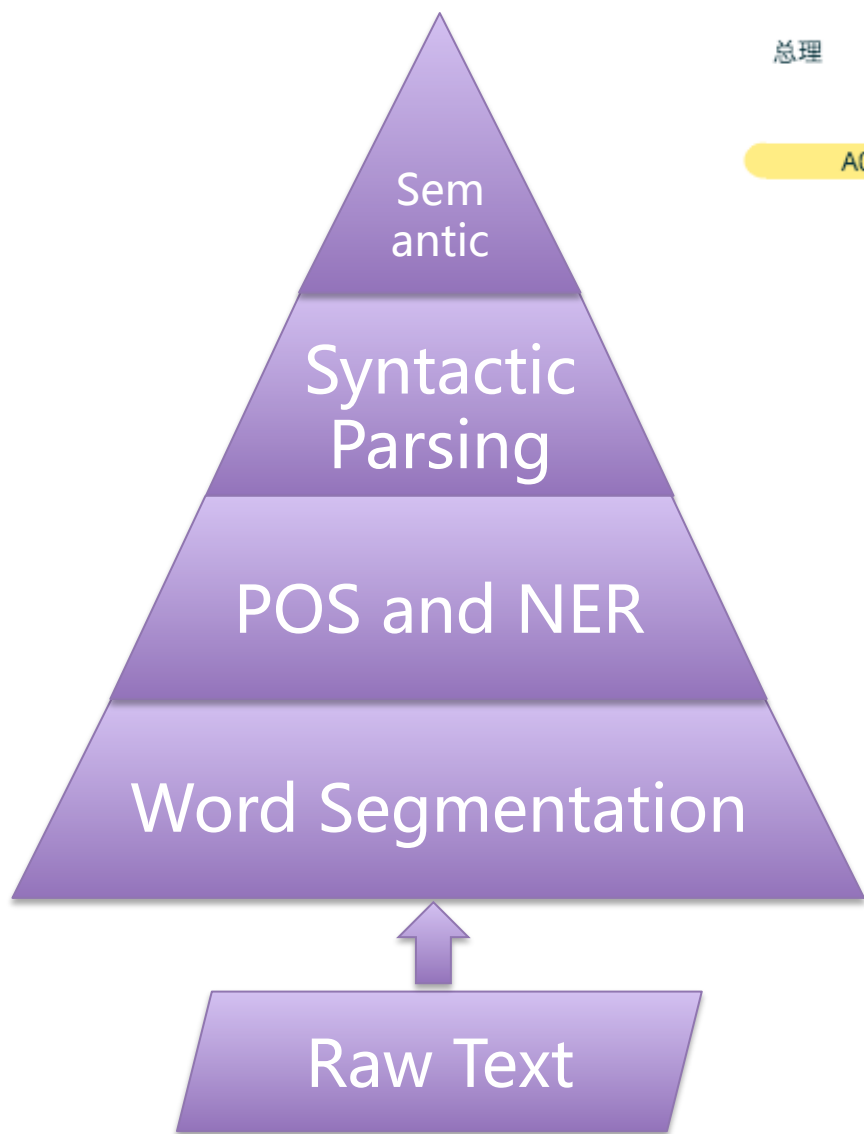 总理
Sem
antic
Syntactic
Parsing
POS and NER
Word Segmentation
Raw Text